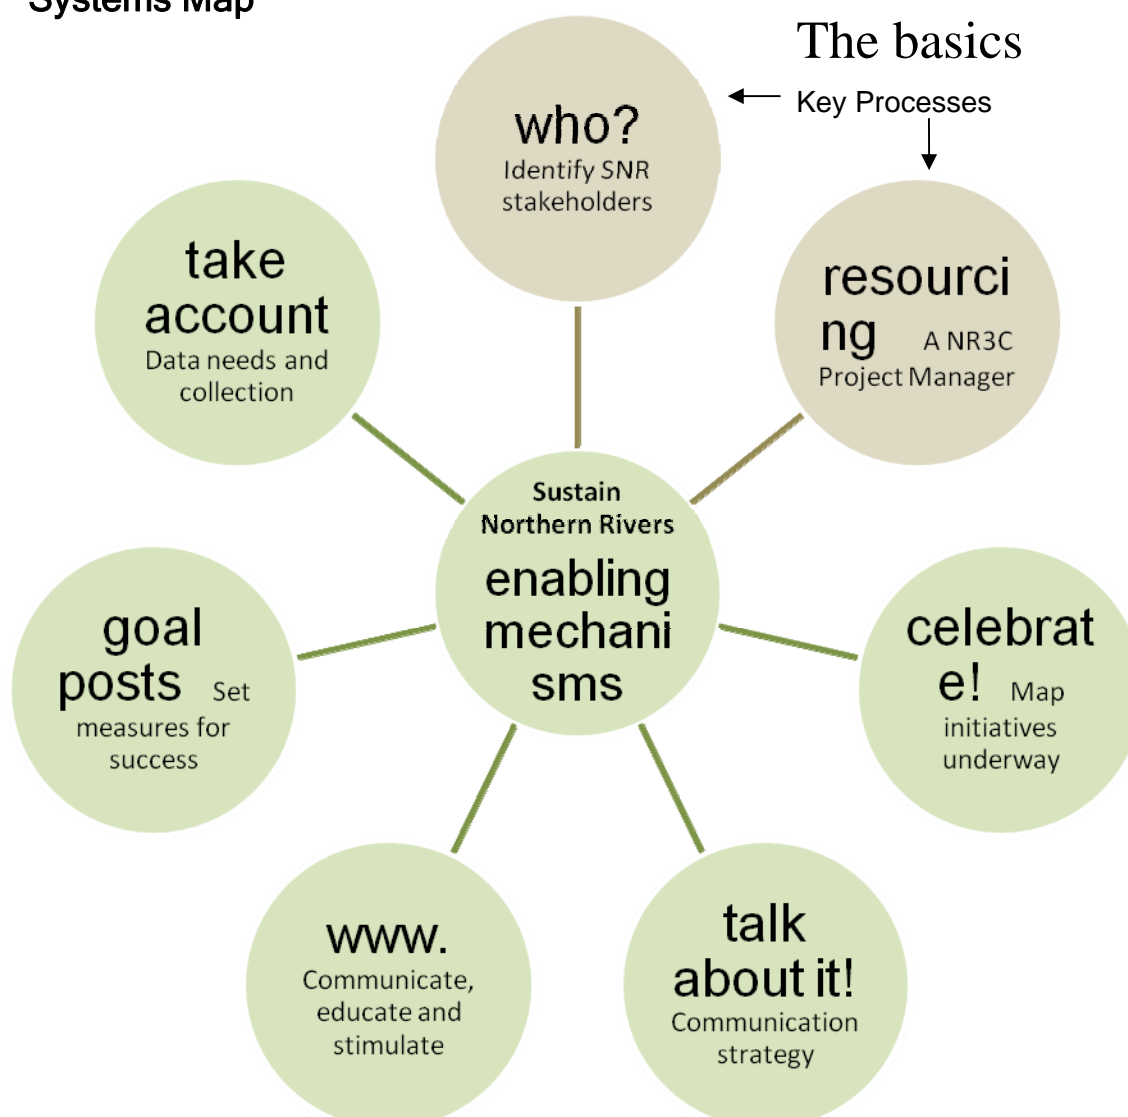 Systems Map
The basics
Key Processes
who?
Identify SNR
stakeholders
resourci
ng A NR3C
Project Manager
take
account
Data needs and
collection
Sustain
Northern Rivers
enabling
mechani
sms
goal
posts Set
measures for
success
celebrat
e! Map
initiatives
underway
www.
Communicate,
educate and
stimulate
talk
about it!
Communication
strategy